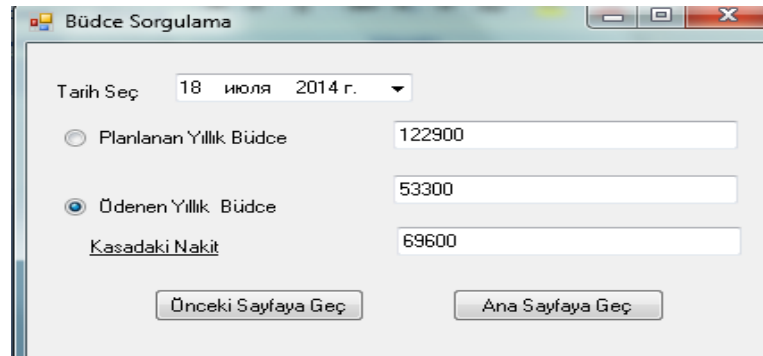 Büdce Sorgulama
Tarih Seç 18 июля 2014 г.
Planlanan Yıllık Büdce 122900
Ödenen Yıllık Büdce 53300
Kasadaki Nakit 69600
Önceki Sayfaya Geç Ana Sayfaya Geç